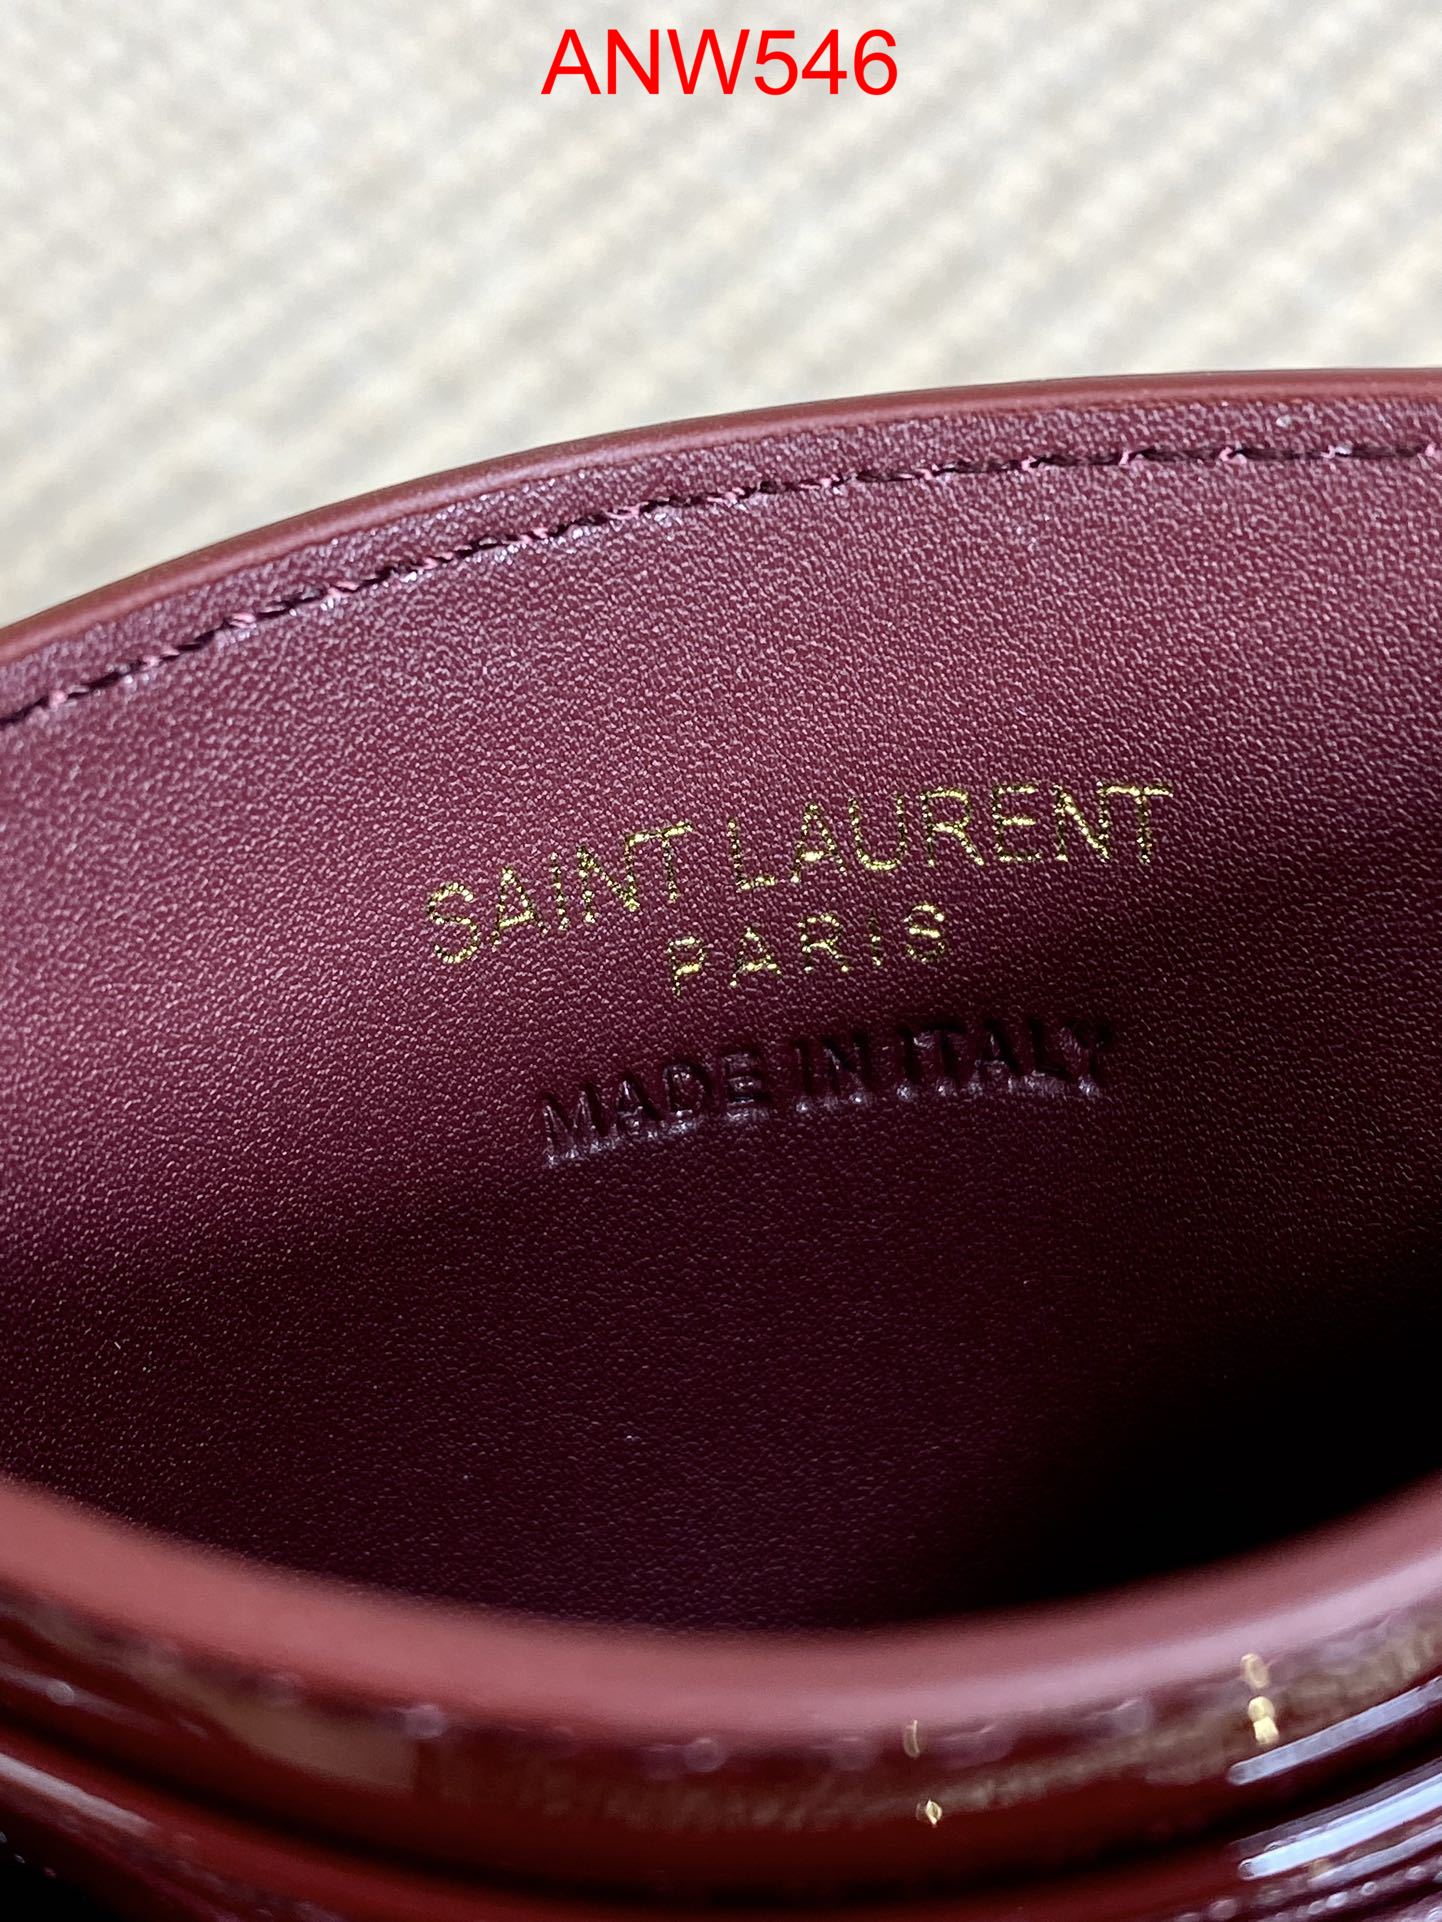 ANW546
SAINT LAURENT
PARIS
MADE IN ITALY